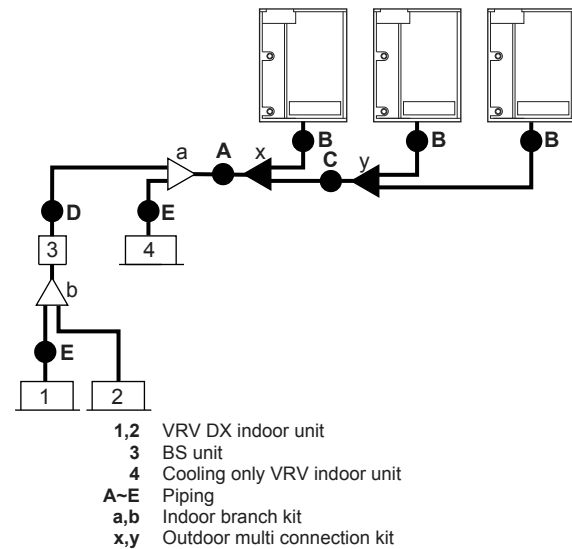 B B B
a A x C y
D E
3 4
b
E
1 2
1,2 VRV DX indoor unit
3 BS unit
4 Cooling only VRV indoor unit
A~E Piping
a,b Indoor branch kit
x,y Outdoor multi connection kit